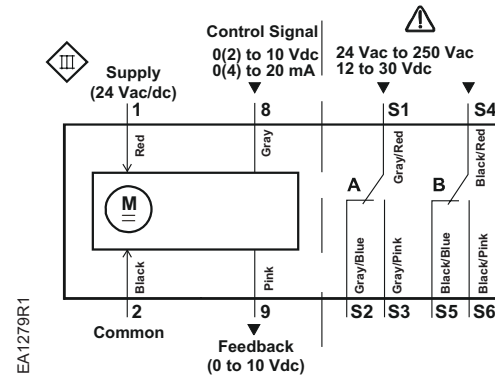 Control Signal
0(2) to 10 Vdc
0(4) to 20 mA
24 Vac to 250 Vac
12 to 30 Vdc
III
Supply
(24 Vac/dc)
1
8
S1
S4
Red
Gray
Gray/Red
Black/Red
A
B
M
Black
Pink
Gray/Blue
Gray/Pink
Black/Blue
Black/Pink
2
9
S2
S3
S5
S6
Common
Feedback
(0 to 10 Vdc)
EA1279R1